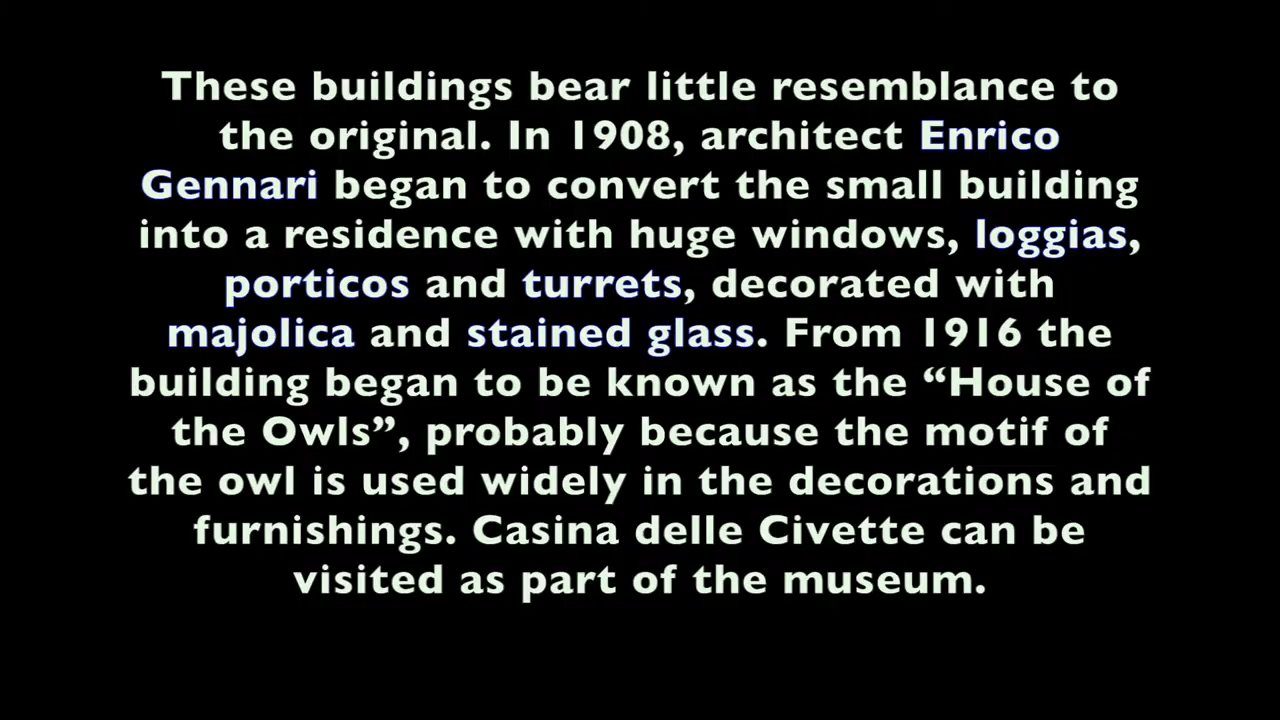 These buildings bear little resemblance to
the original. In 1908, architect Enrico
Gennari began to convert the small building
into a residence with huge windows, loggias,
porticos and turrets, decorated with
majolica and stained glass. From 1916 the
building began to be known as the “House of
the Owls”, probably because the motif of
the owl is used widely in the decorations and
furnishings. Casina delle Civette can be
visited as part of the museum.